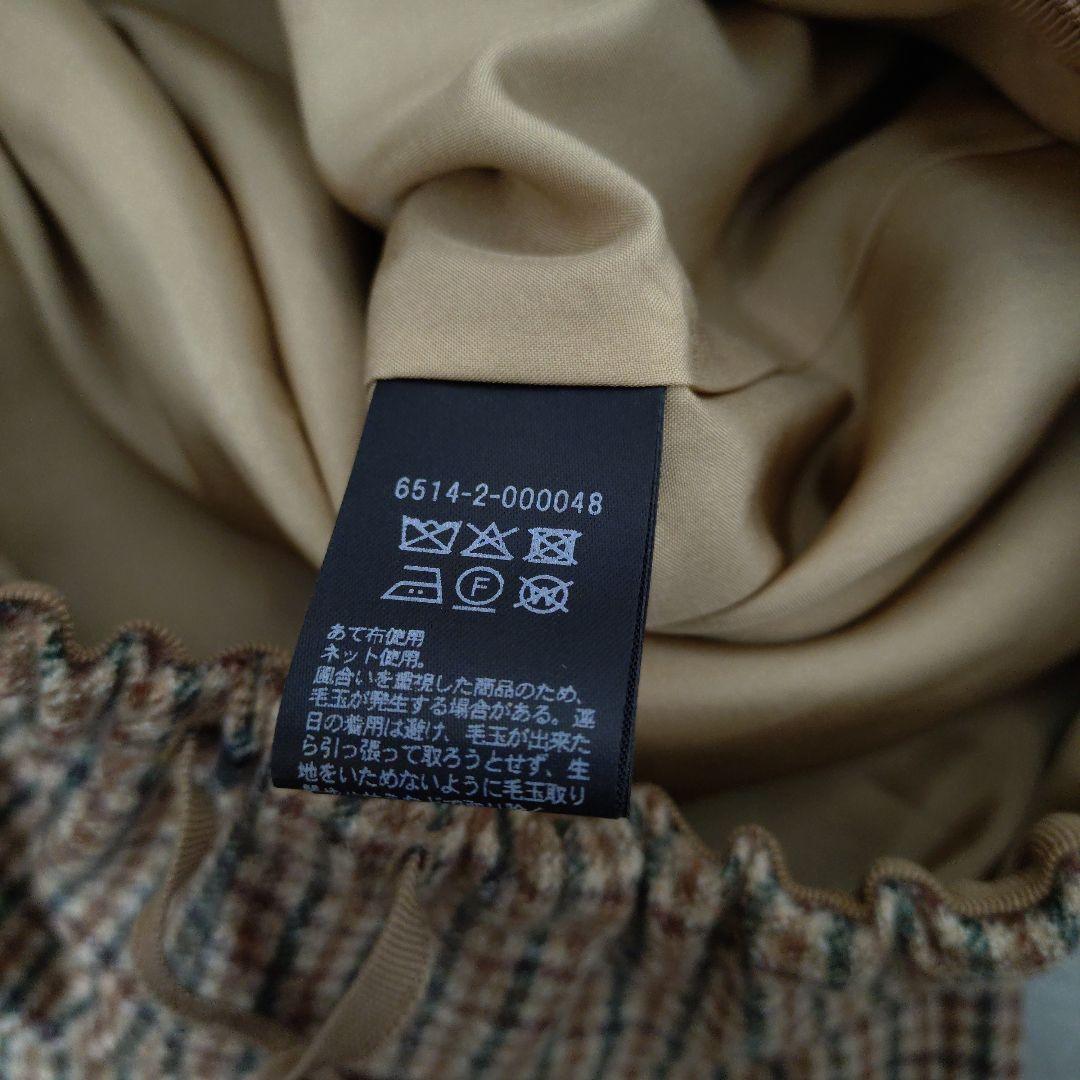 6514-2-000048
F
W
あて布使用
ネット使用。
風合いを重視した商品のため、
毛玉が発生する場合がある。連
日の着用は避け、毛玉が出来た
ら引っ張って取ろうとせず、生
地をいためないように毛玉取り